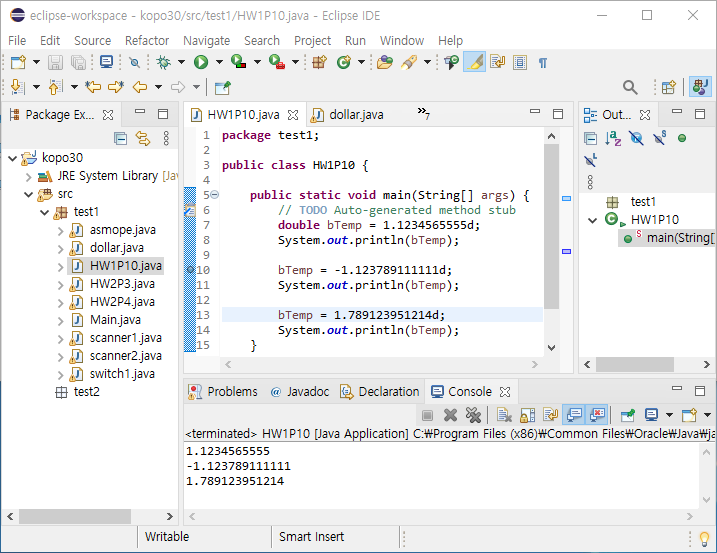 eclipse-workspace - kopo30/src/test1/HW1P10.java - Eclipse IDE
File Edit Source Refactor Navigate Search Project Run Window Help
Package Ex...
kopo30
JRE System Library [Jav
src
test1
asmope.java
dollar.java
HW1P10.java
HW2P3.java
HW2P4.java
Main.java
scanner1.java
scanner2.java
switch1.java
test2
HW1P10.java dollar.java »7
1 package test1;
2
3 public class HW1P10 {
4
5 public static void main(String[] args) {
6 // TODO Auto-generated method stub
7 double bTemp = 1.1234565555d;
8 System.out.println(bTemp);
9
10 bTemp = -1.123789111111d;
11 System.out.println(bTemp);
12
13 bTemp = 1.789123951214d;
14 System.out.println(bTemp);
15 }
Out...
test1
HW1P10
main(String[
Problems @ Javadoc Declaration Console
<terminated> HW1P10 [Java Application] C:₩Program Files (x86)₩Common Files₩Oracle₩Java₩ja
1.1234565555
-1.123789111111
1.789123951214
Writable Smart Insert